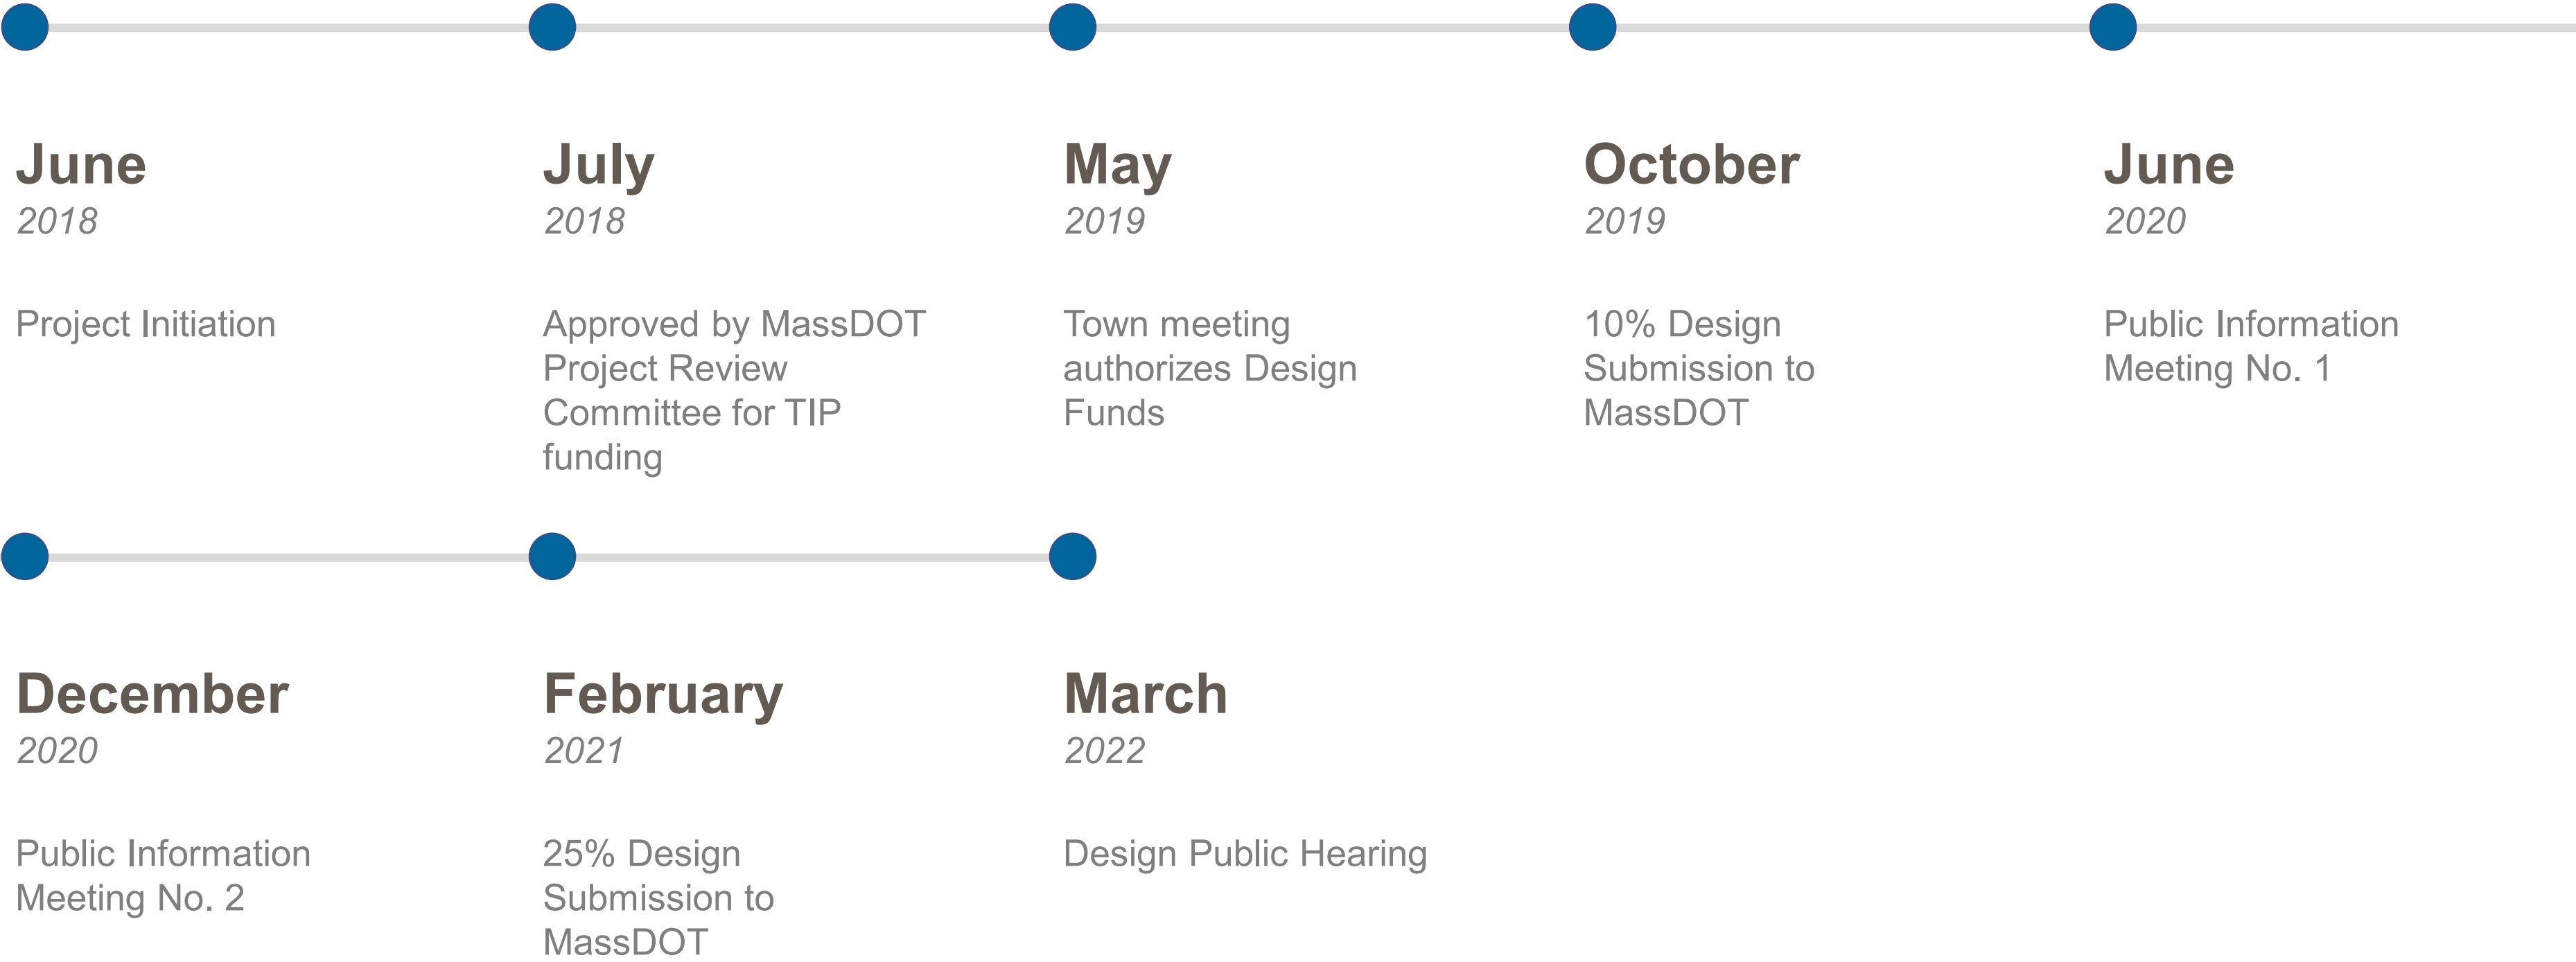 June
2018
Project Initiation
July
2018
Approved by MassDOT
Project Review
Committee for TIP
funding
May
2019
Town meeting
authorizes Design
Funds
October
2019
10% Design
Submission to
MassDOT
June
2020
Public Information
Meeting No. 1
December
2020
Public Information
Meeting No. 2
February
2021
25% Design
Submission to
MassDOT
March
2022
Design Public Hearing